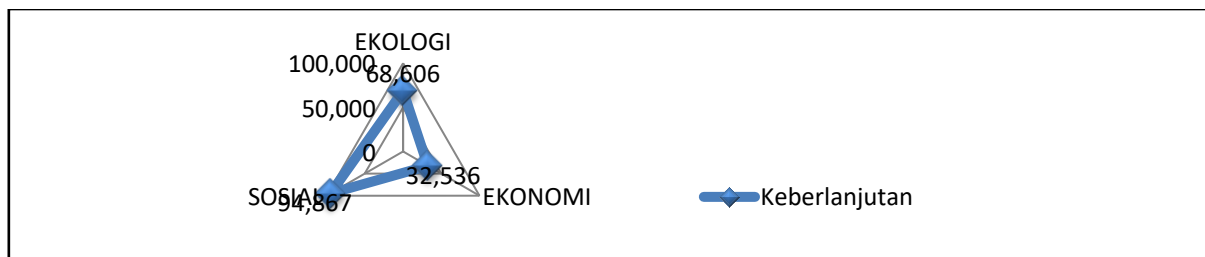 EKOLOGI
100,000
68,606
50,000
0
32,536
SOSIAL
94,867
EKONOMI
Keberlanjutan